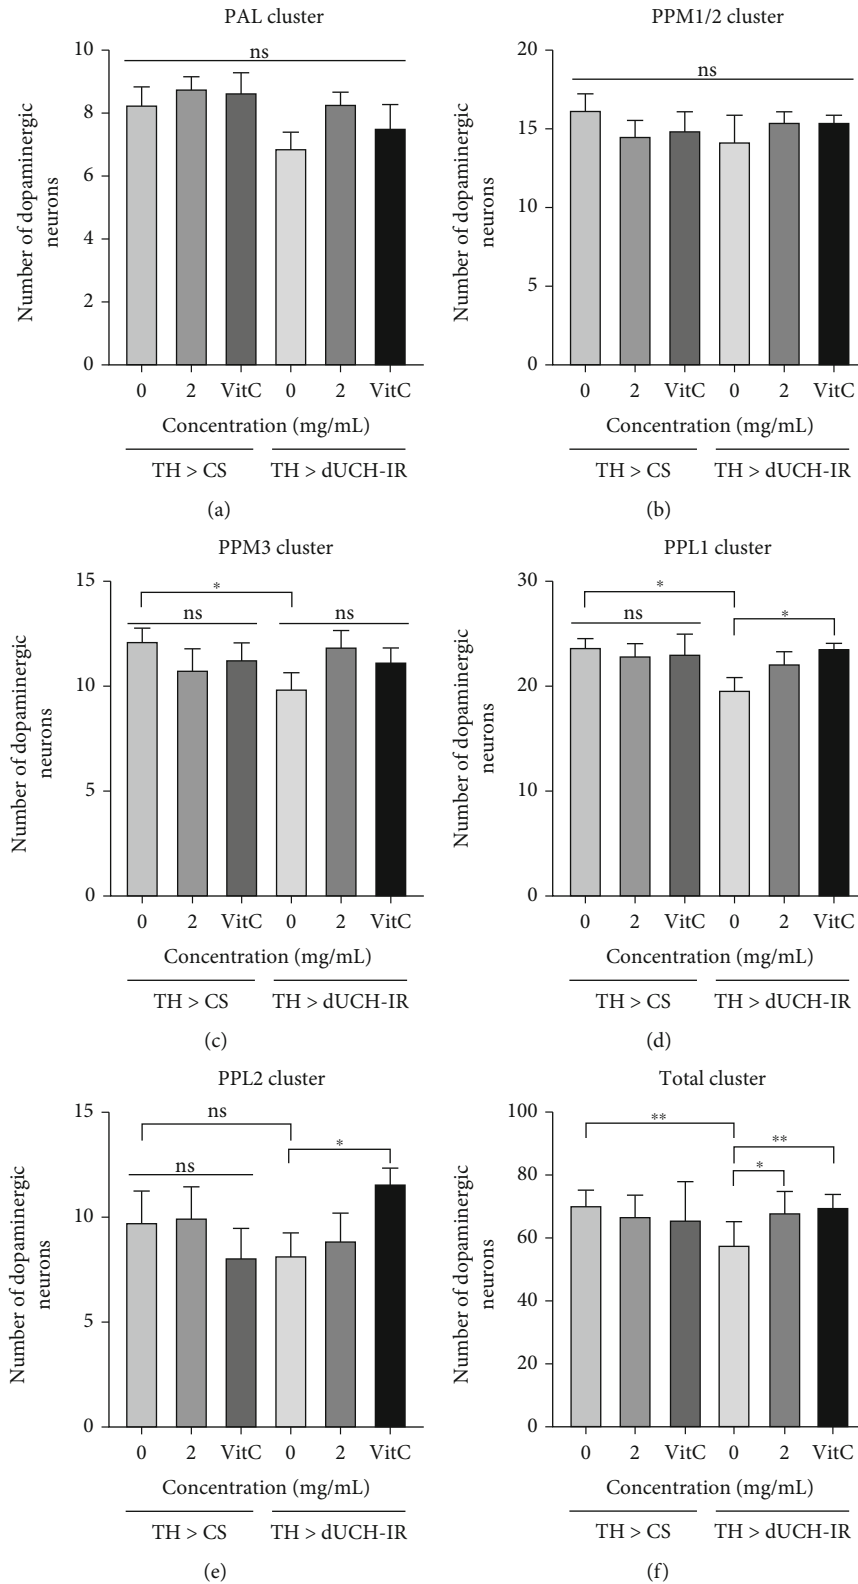 PAL cluster
10
8
6
4
2
0
Number of dopaminergic
neurons
ns
0 2 VitC 0 2 VitC
Concentration (mg/mL)
TH > CS TH > dUCH-IR
(a)
PPM1/2 cluster
20
15
10
5
0
Number of dopaminergic
neurons
ns
0 2 VitC 0 2 VitC
Concentration (mg/mL)
TH > CS TH > dUCH-IR
(b)
PPM3 cluster
15
10
5
0
Number of dopaminergic
neurons
*
ns ns
0 2 VitC 0 2 VitC
Concentration (mg/mL)
TH > CS TH > dUCH-IR
(c)
PPL1 cluster
30
20
10
0
Number of dopaminergic
neurons
*
ns *
0 2 VitC 0 2 VitC
Concentration (mg/mL)
TH > CS TH > dUCH-IR
(d)
PPL2 cluster
15
10
5
0
Number of dopaminergic
neurons
ns
*
ns
0 2 VitC 0 2 VitC
Concentration (mg/mL)
TH > CS TH > dUCH-IR
(e)
Total cluster
100
80
60
40
20
0
Number of dopaminergic
neurons
**
**
*
0 2 VitC 0 2 VitC
Concentration (mg/mL)
TH > CS TH > dUCH-IR
(f)